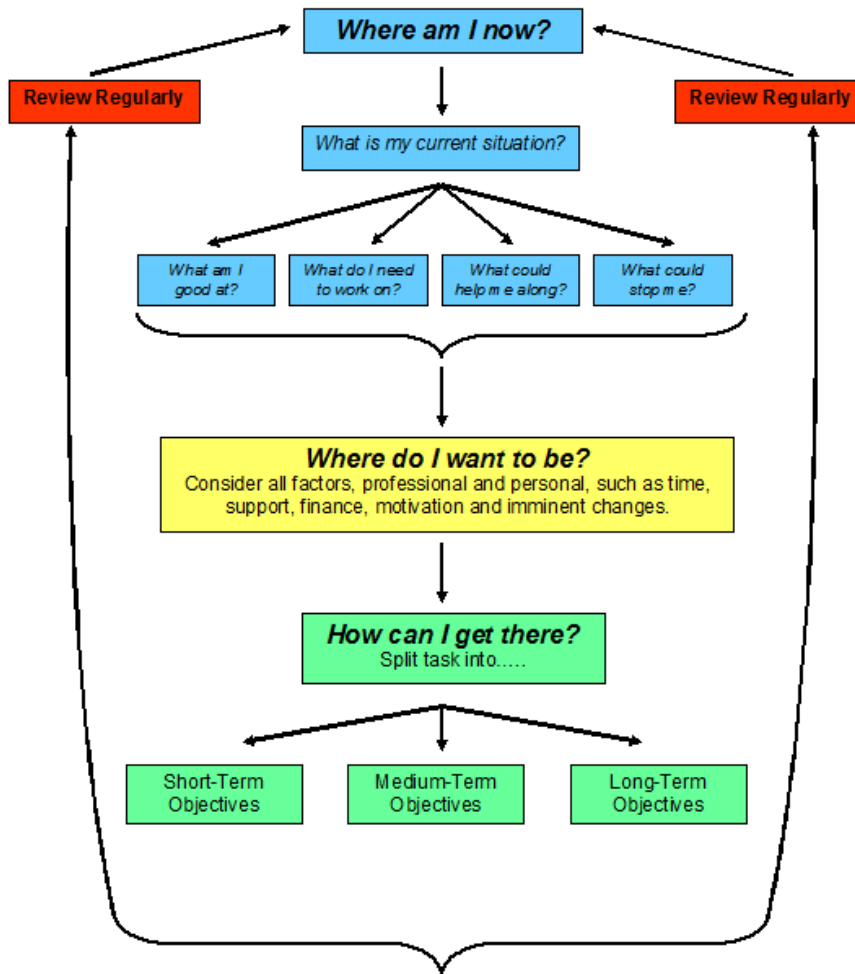 Where am I now?
Review Regularly
Review Regularly
What is my current situation?
What am I
good at?
What do I need
to work on?
What could
help me along?
What could
stop me?
Where do I want to be?
Consider all factors, professional and personal, such as time,
support, finance, motivation and imminent changes.
How can I get there?
Split task into.....
Short-Term
Objectives
Medium-Term
Objectives
Long-Term
Objectives